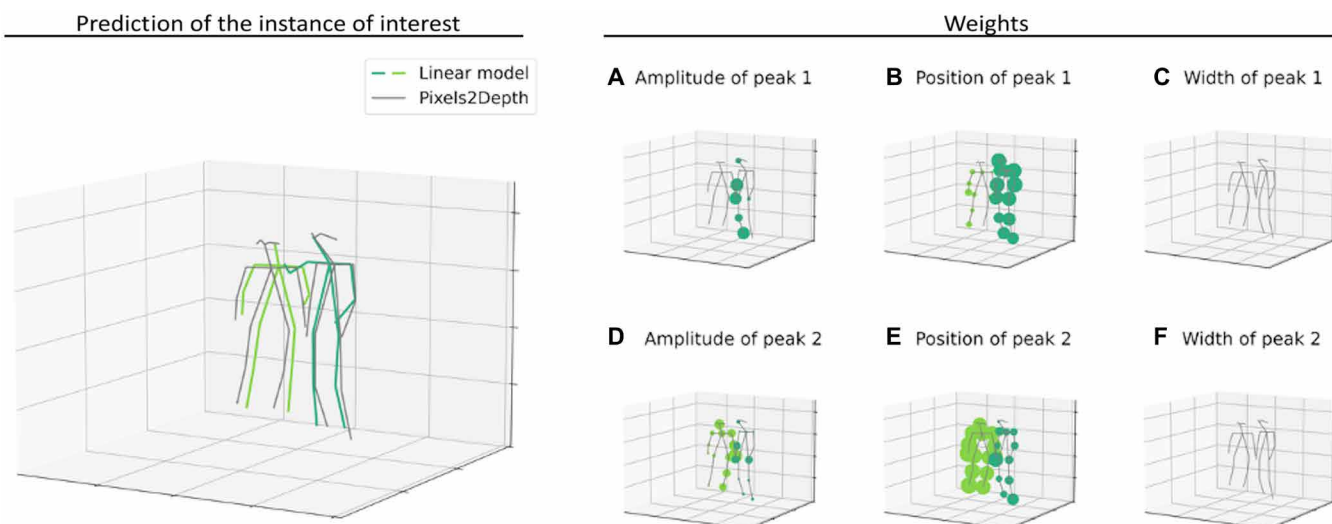 Prediction of the instance of interest
Weights
Linear model
Pixels2Depth
A Amplitude of peak 1
B Position of peak 1
C Width of peak 1
D Amplitude of peak 2
E Position of peak 2
F Width of peak 2